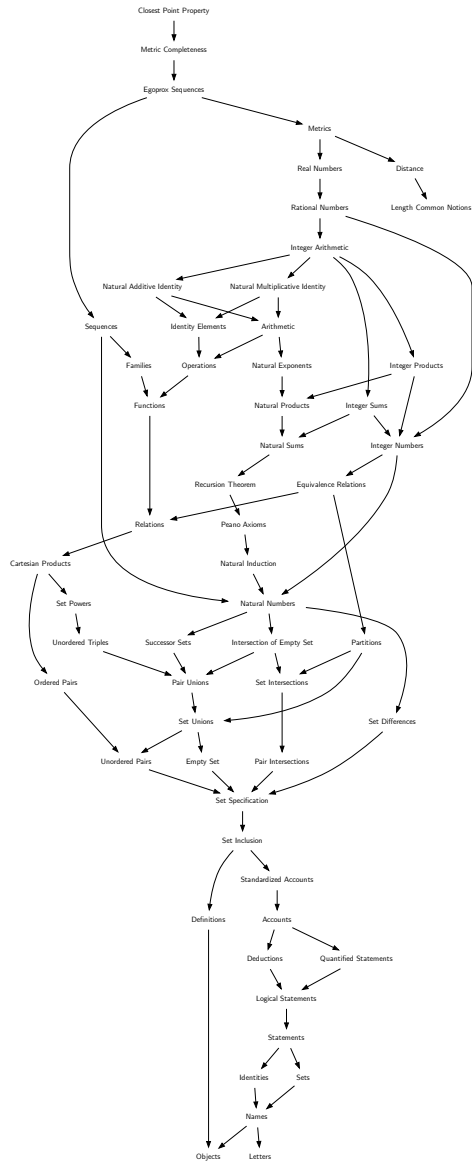 Closest Point Property
Metric Completeness
Egoprox Sequences
Metrics
Real Numbers
Distance
Rational Numbers
Length Common Notions
Integer Arithmetic
Natural Additive Identity
Natural Multiplicative Identity
Sequences
Identity Elements
Arithmetic
Families
Operations
Natural Exponents
Integer Products
Functions
Natural Products
Integer Sums
Natural Sums
Integer Numbers
Recursion Theorem
Equivalence Relations
Relations
Peano Axioms
Cartesian Products
Natural Induction
Set Powers
Natural Numbers
Unordered Triples
Successor Sets
Intersection of Empty Set
Partitions
Ordered Pairs
Pair Unions
Set Intersections
Set Unions
Set Differences
Unordered Pairs
Empty Set
Pair Intersections
Set Specification
Set Inclusion
Standardized Accounts
Definitions
Accounts
Deductions
Quantified Statements
Logical Statements
Statements
Identities
Sets
Names
Objects
Letters